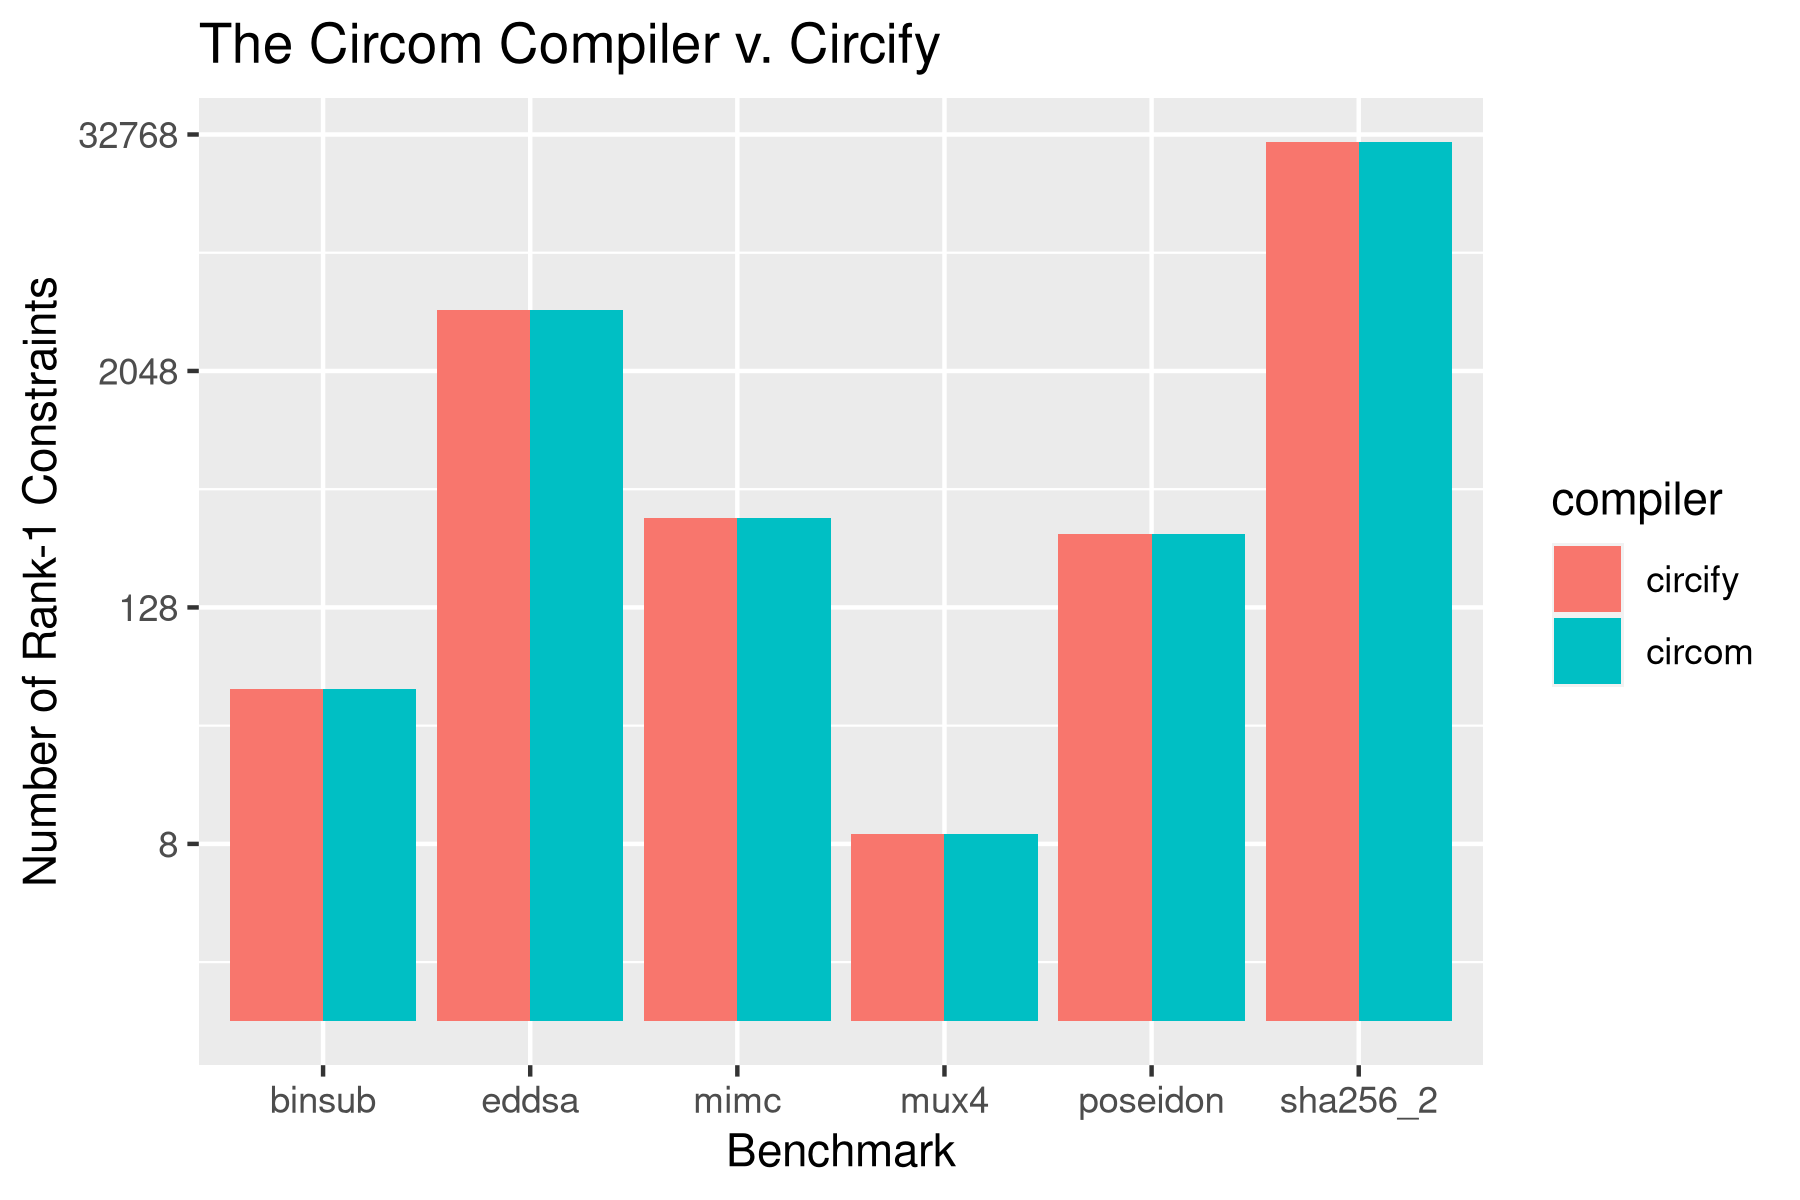 The Circom Compiler v. Circify
Number of Rank-1 Constraints
32768
2048
128
8
binsub
eddsa
mimc
mux4
poseidon
sha256_2
Benchmark
compiler
circify
circom